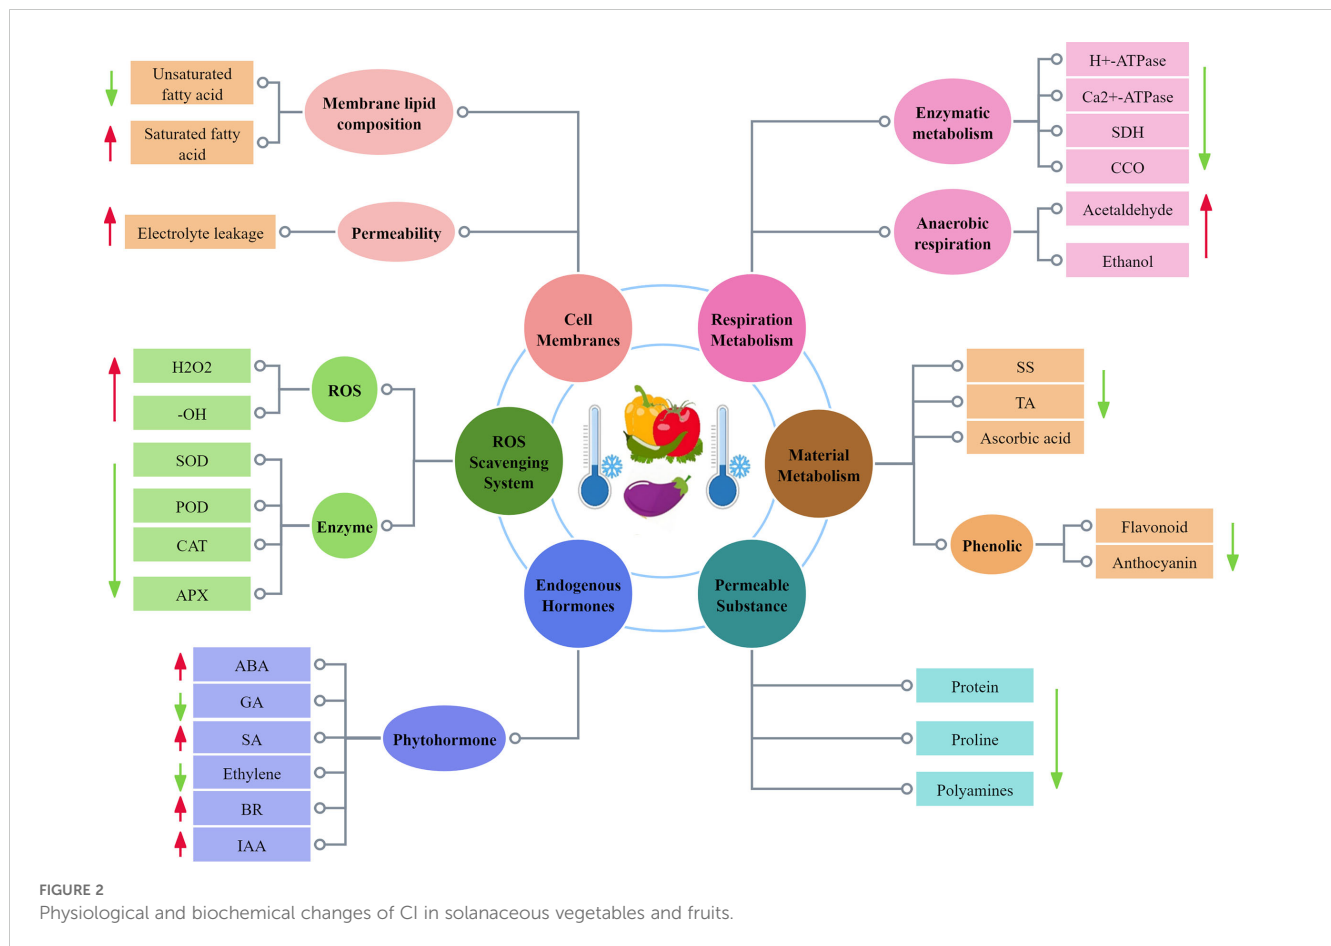 Unsaturated
fatty acid
Saturated fatty
acid
Membrane lipid
composition
Electrolyte leakage
Permeability
Cell
Membranes
H+-ATPase
Ca2+-ATPase
SDH
CCO
Enzymatic
metabolism
Acetaldehyde
Ethanol
Anaerobic
respiration
Respiration
Metabolism
H2O2
-OH
ROS
SOD
POD
CAT
APX
Enzyme
ROS
Scavenging
System
SS
TA
Ascorbic acid
Material
Metabolism
Phenolic
Flavonoid
Anthocyanin
Endogenous
Hormones
Permeable
Substance
ABA
GA
SA
Ethylene
BR
IAA
Phytohormone
Protein
Proline
Polyamines
FIGURE 2
Physiological and biochemical changes of CI in solanaceous vegetables and fruits.